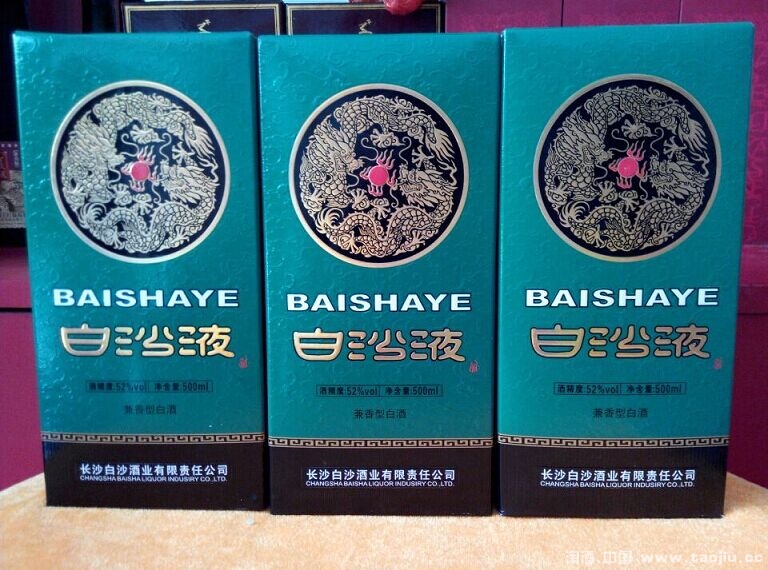 BAISHAYE
白沙液
酒精度:52%vol 净含量:500ml
兼香型白酒
长沙白沙酒业有限责任公司
CHANGSHA BAISHA LIQUOR INDUSIRY CO.,LTD.
BAISHAYE
白沙液
酒精度:52%vol 净含量:500ml
兼香型白酒
长沙白沙酒业有限责任公司
CHANGSHA BAISHA LIQUOR INDUSIRY CO.,LTD.
BAISHAYE
白沙液
酒精度:52%vol 净含量:500ml
兼香型白酒
长沙白沙酒业有限责任公司
CHANGSHA BAISHA LIQUOR INDUSIRY CO.,LTD.
淘酒.中国 www.taojiu.cc